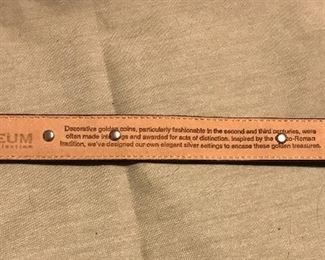 EUM
Decorative golden coins, particularly fashionable in the second and third centuries, were
often made into rings and awarded for acts of distinction. Inspired by the co-Roman
tradition, we've designed our own elegant silver settings to encase these golden treasures.